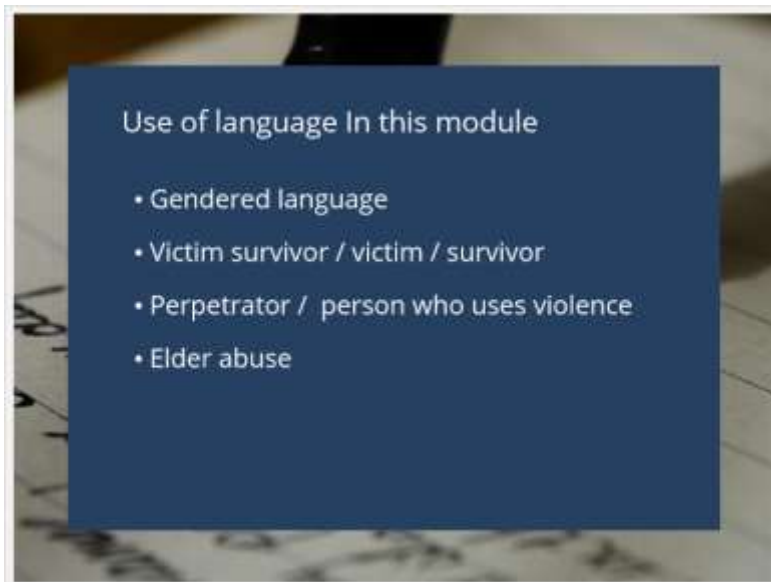 Use of language In this module
• Gendered language
• Victim survivor / victim / survivor
• Perpetrator /  person who uses violence
• Elder abuse